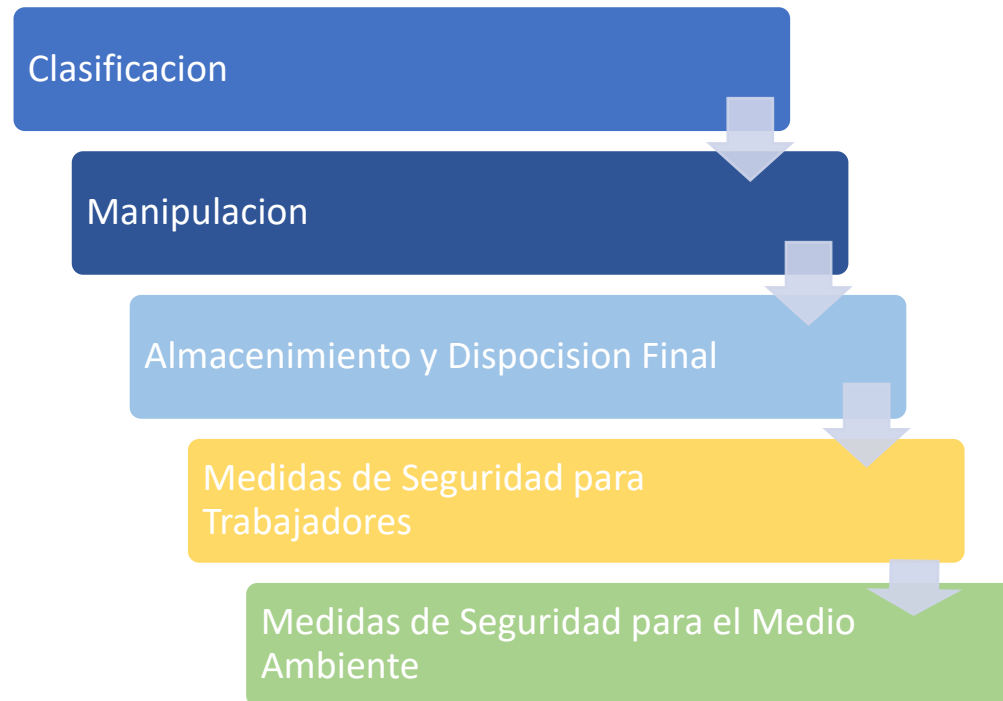 Clasificacion
Manipulacion
Almacenimiento y Dispocision Final
Medidas de Seguridad para
Trabajadores
Medidas de Seguridad para el Medio
Ambiente